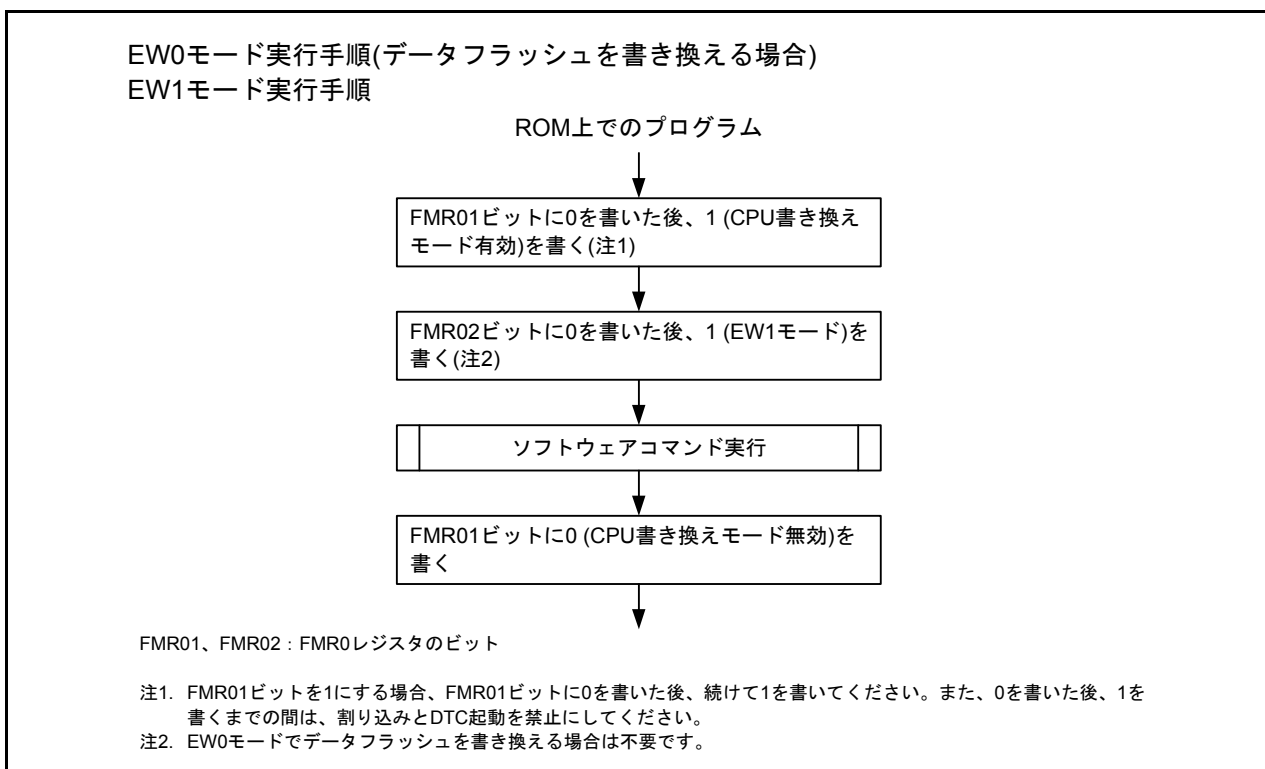 EW0モード実行手順(データフラッシュを書き換える場合)
EW1モード実行手順
ROM上でのプログラム
FMR01ビットに0を書いた後、1 (CPU書き換え
モード有効)を書く(注1)
FMR02ビットに0を書いた後、1 (EW1モード)を
書く(注2)
ソフトウェアコマンド実行
FMR01ビットに0 (CPU書き換えモード無効)を
書く
FMR01、FMR02：FMR0レジスタのビット
注1. FMR01ビットを1にする場合、FMR01ビットに0を書いた後、続けて1を書いてください。また、0を書いた後、1を
書くまでの間は、割り込みとDTC起動を禁止にしてください。
注2. EW0モードでデータフラッシュを書き換える場合は不要です。